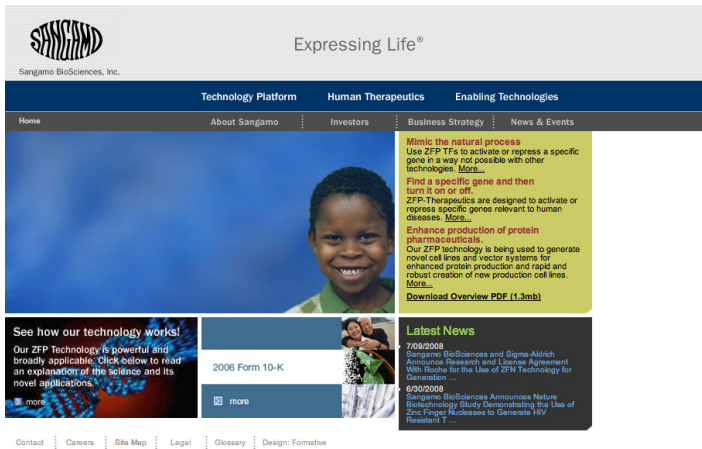 SANGAMO
Sangamo BioSciences, Inc.
Expressing Life®
Technology Platform
Human Therapeutics
Enabling Technologies
Home
About Sangamo
Investors
Business Strategy
News & Events
Mimic the natural process
Use ZFP TFs to activate or repress a specific
gene in a way not possible with other
technologies. More...
Find a specific gene and then
turn it on or off.
ZFP-Therapeutics are designed to activate or
repress specific genes relevant to human
diseases. More...
Enhance production of protein
pharmaceuticals.
Our ZFP technology is being used to generate
novel cell lines and vector systems for
enhanced protein production and rapid and
robust creation of new production cell lines.
More...
Download Overview PDF (1.3mb)
See how our technology works!
Our ZFP Technology is powerful and
broadly applicable. Click below to read
an explanation of the science and its
novel applications.
more
2006 Form 10-K
more
Latest News
7/09/2008
Sangamo BioSciences and Sigma-Aldrich
Announce Research and License Agreement
With Roche for the Use of ZFN Technology for
Generation ...
6/30/2008
Sangamo BioSciences Announces Nature
Biotechnology Study Demonstrating the Use of
Zinc Finger Nucleases to Generate HIV
Resistant T ...
Contact
Careers
Site Map
Legal
Glossary
Design: Formative